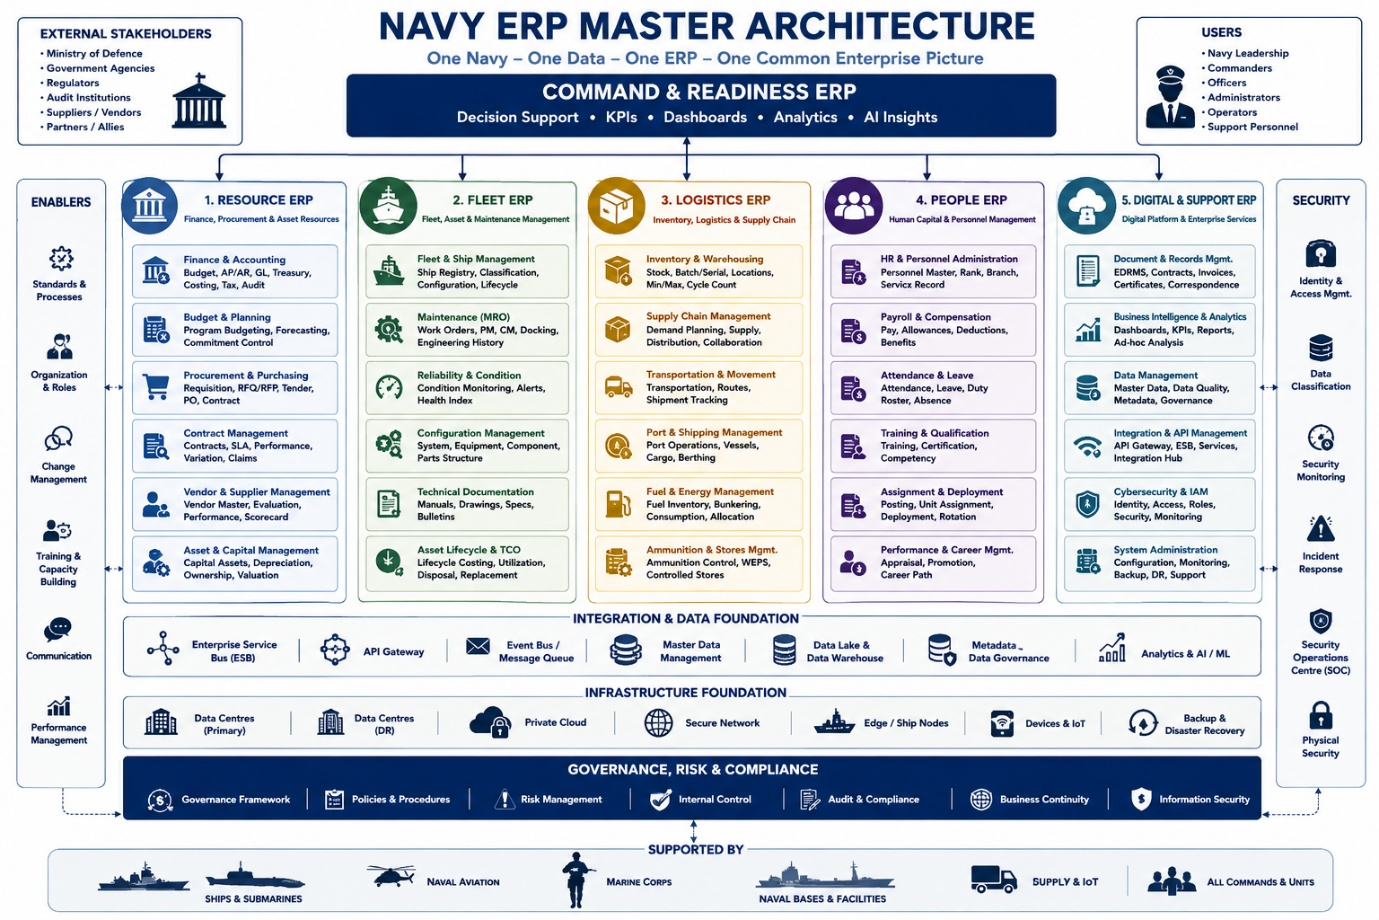 NAVY ERP MASTER ARCHITECTURE
One Navy – One Data – One ERP – One Common Enterprise Picture
EXTERNAL STAKEHOLDERS
• Ministry of Defence
• Government Agencies
• Regulators
• Audit Institutions
• Suppliers / Vendors
• Partners / Allies
COMMAND & READINESS ERP
Decision Support • KPIs • Dashboards • Analytics • AI Insights
USERS
• Navy Leadership
• Commanders
• Officers
• Administrators
• Operators
• Support Personnel
ENABLERS
Standards &
Processes
Organization
& Roles
Change
Management
Training &
Capacity
Building
Communication
Performance
Management
1. RESOURCE ERP
Finance, Procurement & Asset Resources
Finance & Accounting
Budget, AP/AR, GL, Treasury,
Costing, Tax, Audit
Budget & Planning
Program Budgeting, Forecasting,
Commitment Control
Procurement & Purchasing
Requisition, RFQ/RFP, Tender,
PO, Contract
Contract Management
Contracts, SLA, Performance,
Variation, Claims
Vendor & Supplier Management
Vendor Master, Evaluation,
Performance, Scorecard
Asset & Capital Management
Capital Assets, Depreciation,
Ownership, Valuation
2. FLEET ERP
Fleet, Asset & Maintenance Management
Fleet & Ship Management
Ship Registry, Classification,
Configuration, Lifecycle
Maintenance (MRO)
Work Orders, PM, CM, Docking,
Engineering History
Reliability & Condition
Condition Monitoring, Alerts,
Health Index
Configuration Management
System, Equipment, Component,
Parts Structure
Technical Documentation
Manuals, Drawings, Specs,
Bulletins
Asset Lifecycle & TCO
Lifecycle Costing, Utilization,
Disposal, Replacement
3. LOGISTICS ERP
Inventory, Logistics & Supply Chain
Inventory & Warehousing
Stock, Batch/Serial, Locations,
Min/Max, Cycle Count
Supply Chain Management
Demand Planning, Supply,
Distribution, Collaboration
Transportation & Movement
Transportation, Routes,
Shipment Tracking
Port & Shipping Management
Port Operations, Vessels,
Cargo, Berthing
Fuel & Energy Management
Fuel Inventory, Bunkering,
Consumption, Allocation
Ammunition & Stores Mgmt.
Ammunition Control, WEPS,
Controlled Stores
4. PEOPLE ERP
Human Capital & Personnel Management
HR & Personnel Administration
Personnel Master, Rank, Branch,
Servicx Record
Payroll & Compensation
Pay, Allowances, Deductions,
Benefits
Attendance & Leave
Attendance, Leave, Duty
Roster, Absence
Training & Qualification
Training, Certification,
Competency
Assignment & Deployment
Posting, Unit Assignment,
Deployment, Rotation
Performance & Career Mgmt.
Appraisal, Promotion,
Career Path
5. DIGITAL & SUPPORT ERP
Digital Platform & Enterprise Services
Document & Records Mgmt.
EDRMS, Contracts, Invoices,
Certificates, Correspondence
Business Intelligence & Analytics
Dashboards, KPIs, Reports,
Ad-hoc Analysis
Data Management
Master Data, Data Quality,
Metadata, Governance
Integration & API Management
API Gateway, ESB, Services,
Integration Hub
Cybersecurity & IAM
Identity, Access, Roles,
Security, Monitoring
System Administration
Configuration, Monitoring,
Backup, DR, Support
SECURITY
Identity &
Access Mgmt.
Data
Classification
Security
Monitoring
Incident
Response
Security
Operations
Centre (SOC)
Physical
Security
INTEGRATION & DATA FOUNDATION
Enterprise Service
Bus (ESB)
API Gateway
Event Bus /
Message Queue
Master Data
Management
Data Lake &
Data Warehouse
Metadata
Data Governance
Analytics & AI / ML
INFRASTRUCTURE FOUNDATION
Data Centres
(Primary)
Data Centres
(DR)
Private Cloud
Secure Network
Edge / Ship Nodes
Devices & IoT
Backup &
Disaster Recovery
GOVERNANCE, RISK & COMPLIANCE
Governance Framework
Policies & Procedures
Risk Management
Internal Control
Audit & Compliance
Business Continuity
Information Security
SUPPORTED BY
SHIPS & SUBMARINES
NAVAL AVIATION
MARINE CORPS
NAVAL BASES & FACILITIES
SUPPLY & IoT
ALL COMMANDS & UNITS